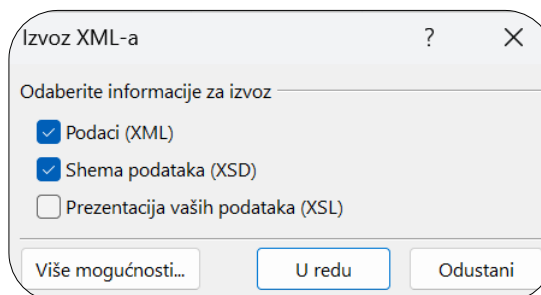 Izvoz XML-a ?
Odaberite informacije za izvoz
Podaci (XML)
Shema podataka (XSD)
Prezentacija vaših podataka (XSL)
Više mogućnosti... U redu Odustani